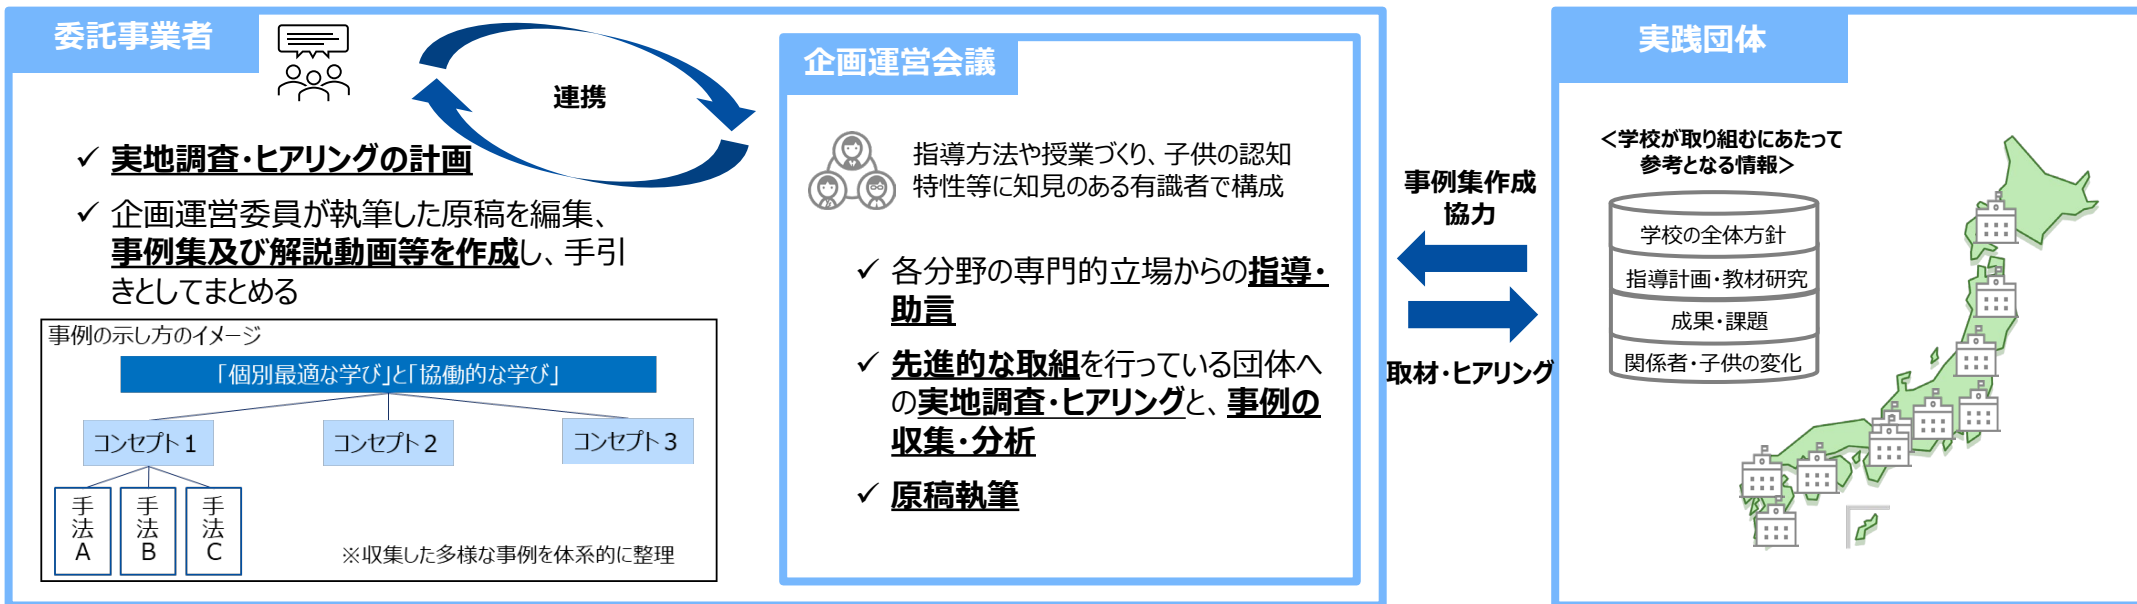 委託事業者
連携
✓ 実地調査・ヒアリングの計画
✓ 企画運営委員が執筆した原稿を編集、
事例集及び解説動画等を作成し、手引
きとしてまとめる
事例の示し方のイメージ
「個別最適な学び」と「協働的な学び」
コンセプト1
コンセプト2
コンセプト3
手法A
手法B
手法C
※収集した多様な事例を体系的に整理
企画運営会議
指導方法や授業づくり、子供の認知
特性等に知見のある有識者で構成
✓ 各分野の専門的立場からの指導・
助言
✓ 先進的な取組を行っている団体へ
の実地調査・ヒアリングと、事例の
収集・分析
✓ 原稿執筆
事例集作成
協力
取材・ヒアリング
実践団体
<学校が取り組むにあたって
参考となる情報>
学校の全体方針
指導計画・教材研究
成果・課題
関係者・子供の変化